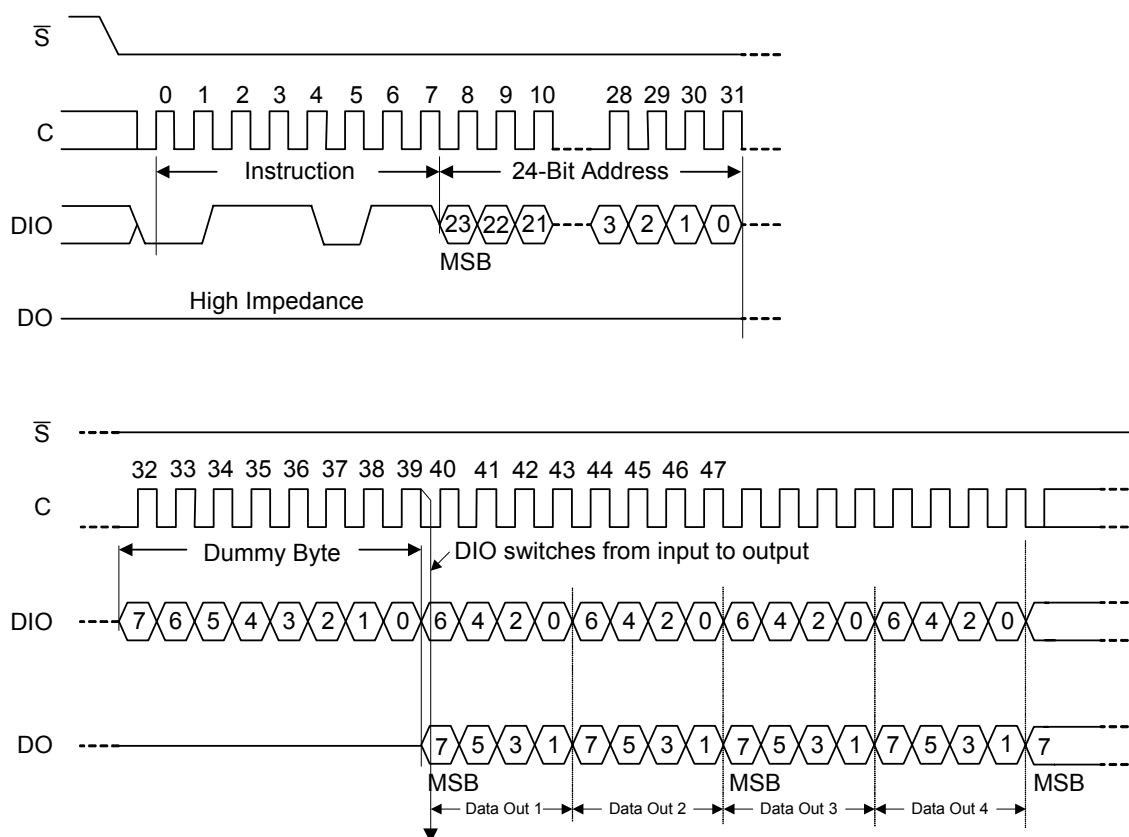 S
0 1 2 3 4 5 6 7 8 9 10 28 29 30 31
C
Instruction 24-Bit Address
DIO 23 22 21 3 2 1 0
MSB
High Impedance
DO
S
32 33 34 35 36 37 38 39 40 41 42 43 44 45 46 47
C
Dummy Byte DIO switches from input to output
DIO 7 6 5 4 3 2 1 0 6 4 2 0 6 4 2 0 6 4 2 0 6 4 2 0
DO 7 5 3 1 7 5 3 1 7 5 3 1 7 5 3 1 7
MSB MSB MSB
Data Out 1 Data Out 2 Data Out 3 Data Out 4